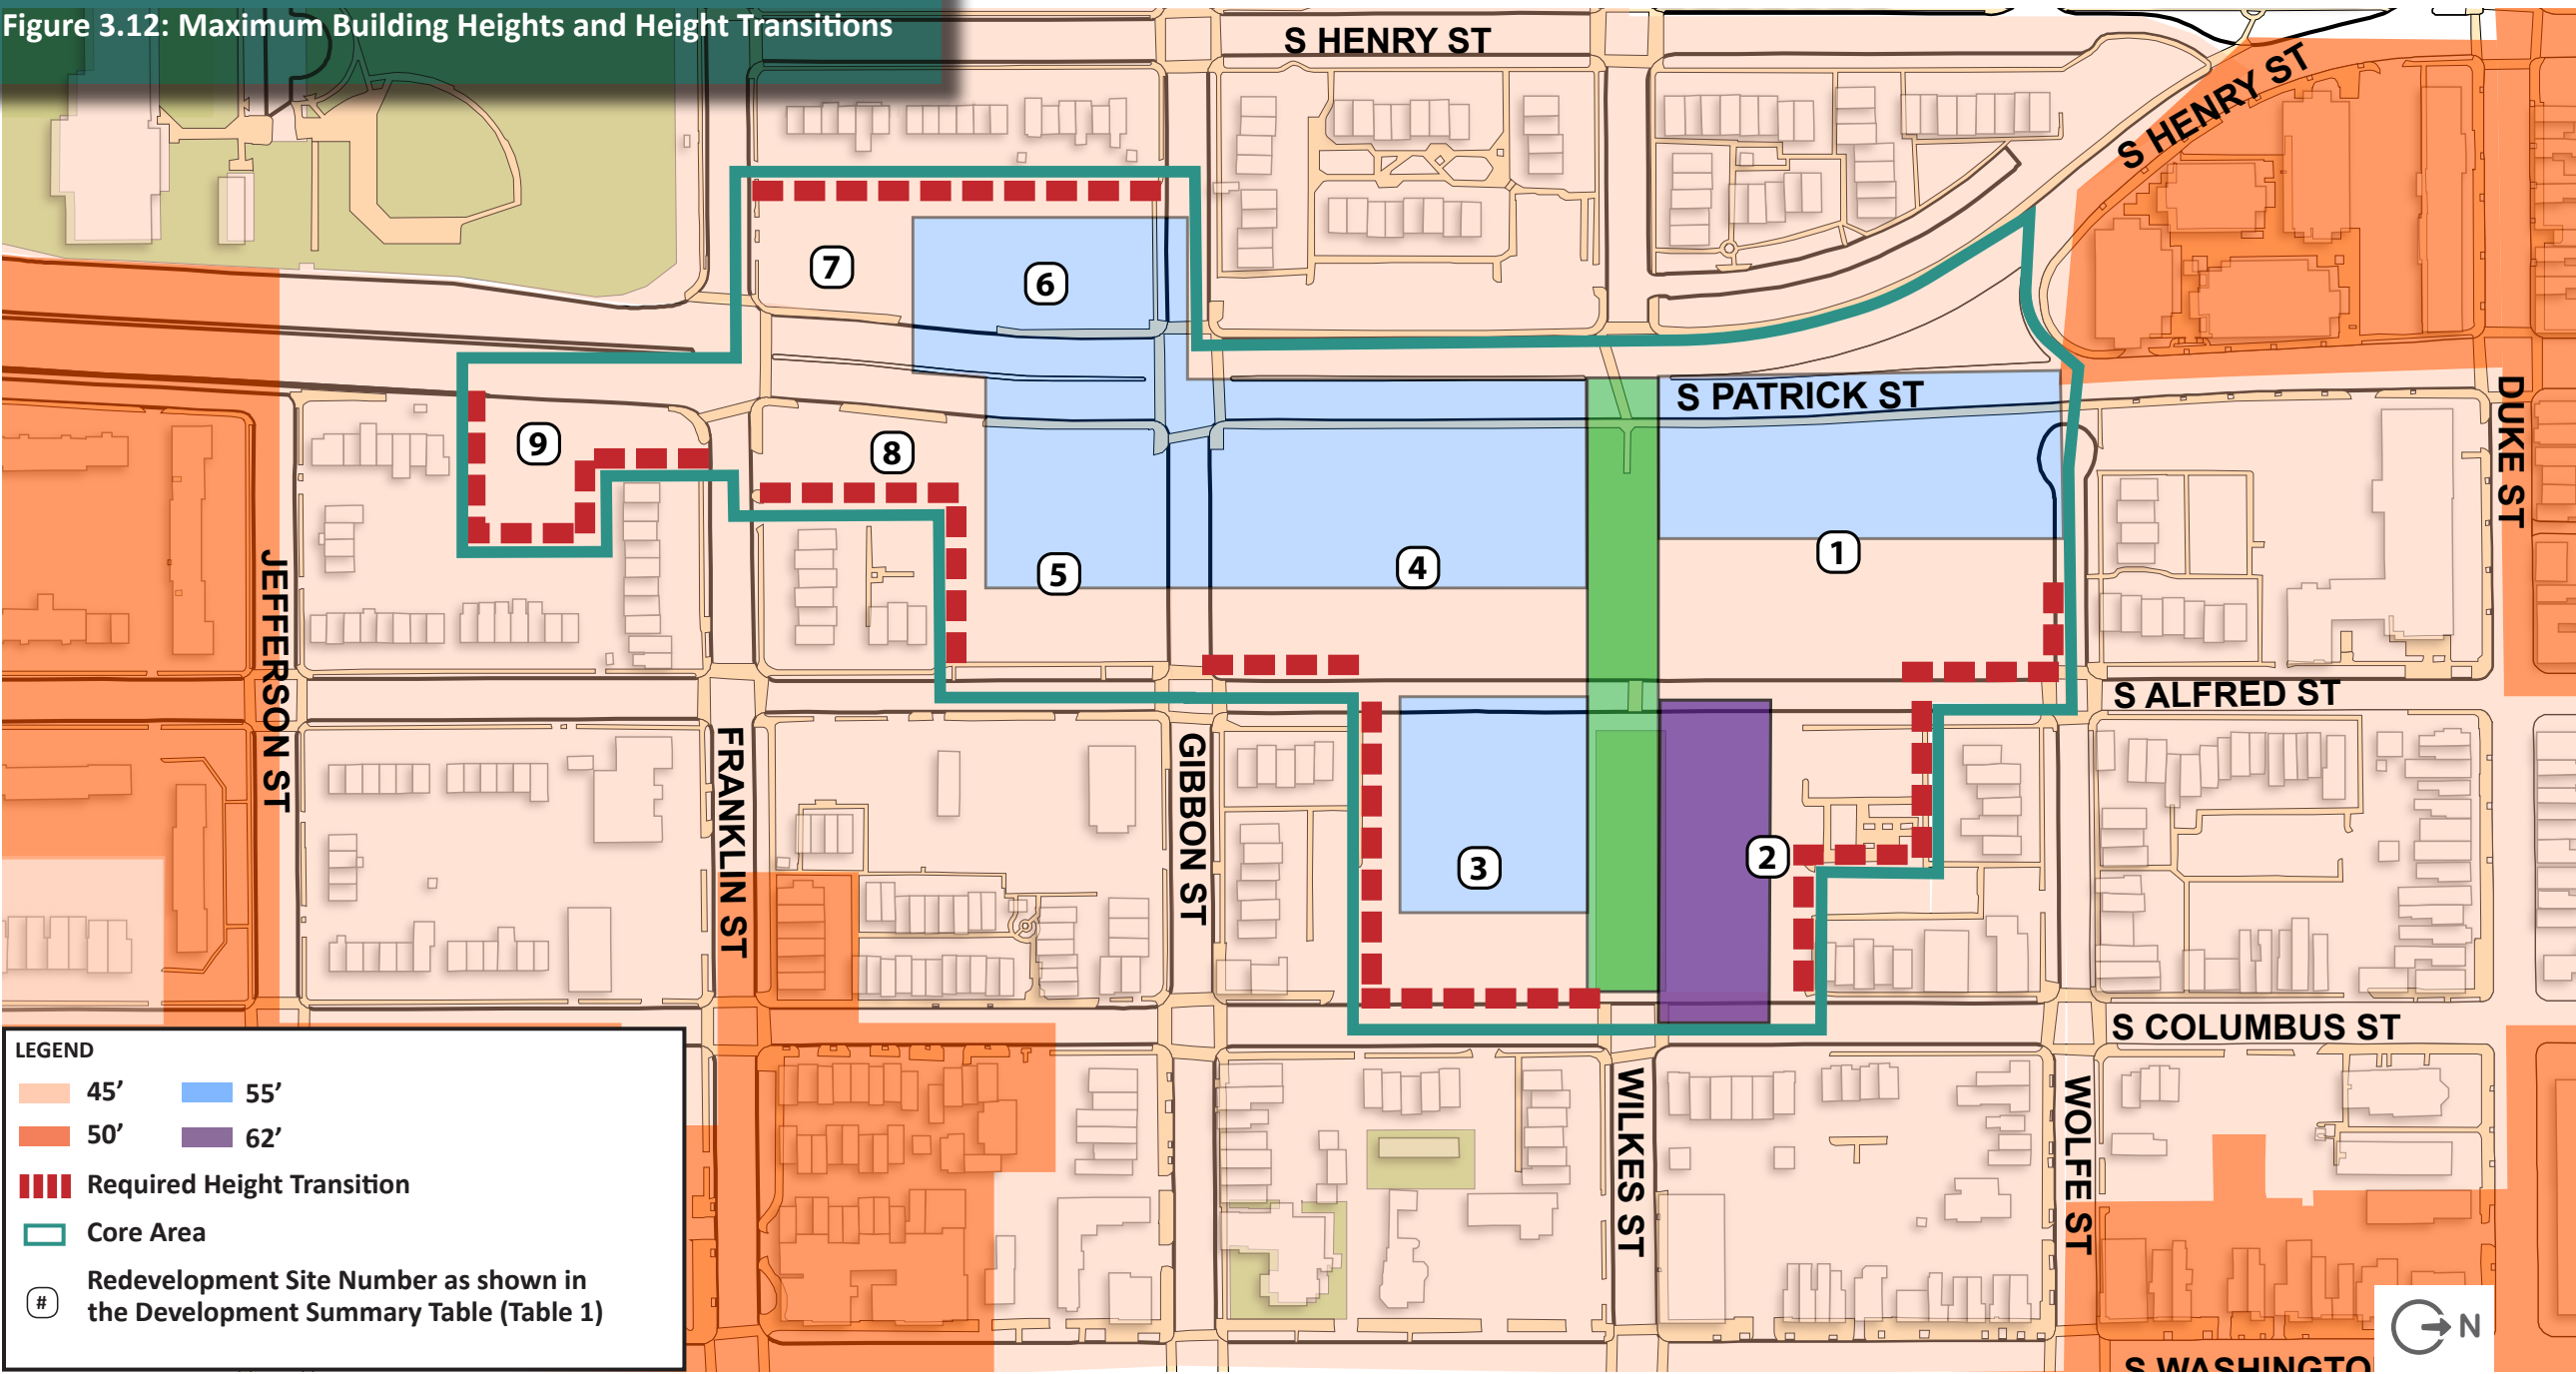 Figure 3.12: Maximum Building Heights and Height Transitions
S HENRY ST
S HENRY ST
7
6
S PATRICK ST
DUKE ST
9
8
5
4
1
JEFFERSON ST
S ALFRED ST
FRANKLIN ST
GIBBON ST
3
2
S COLUMBUS ST
WILKES ST
WOLFE ST
LEGEND
45’ 55’
50’ 62’
Required Height Transition
Core Area
# Redevelopment Site Number as shown in
the Development Summary Table (Table 1)
N
S WASHINGTO